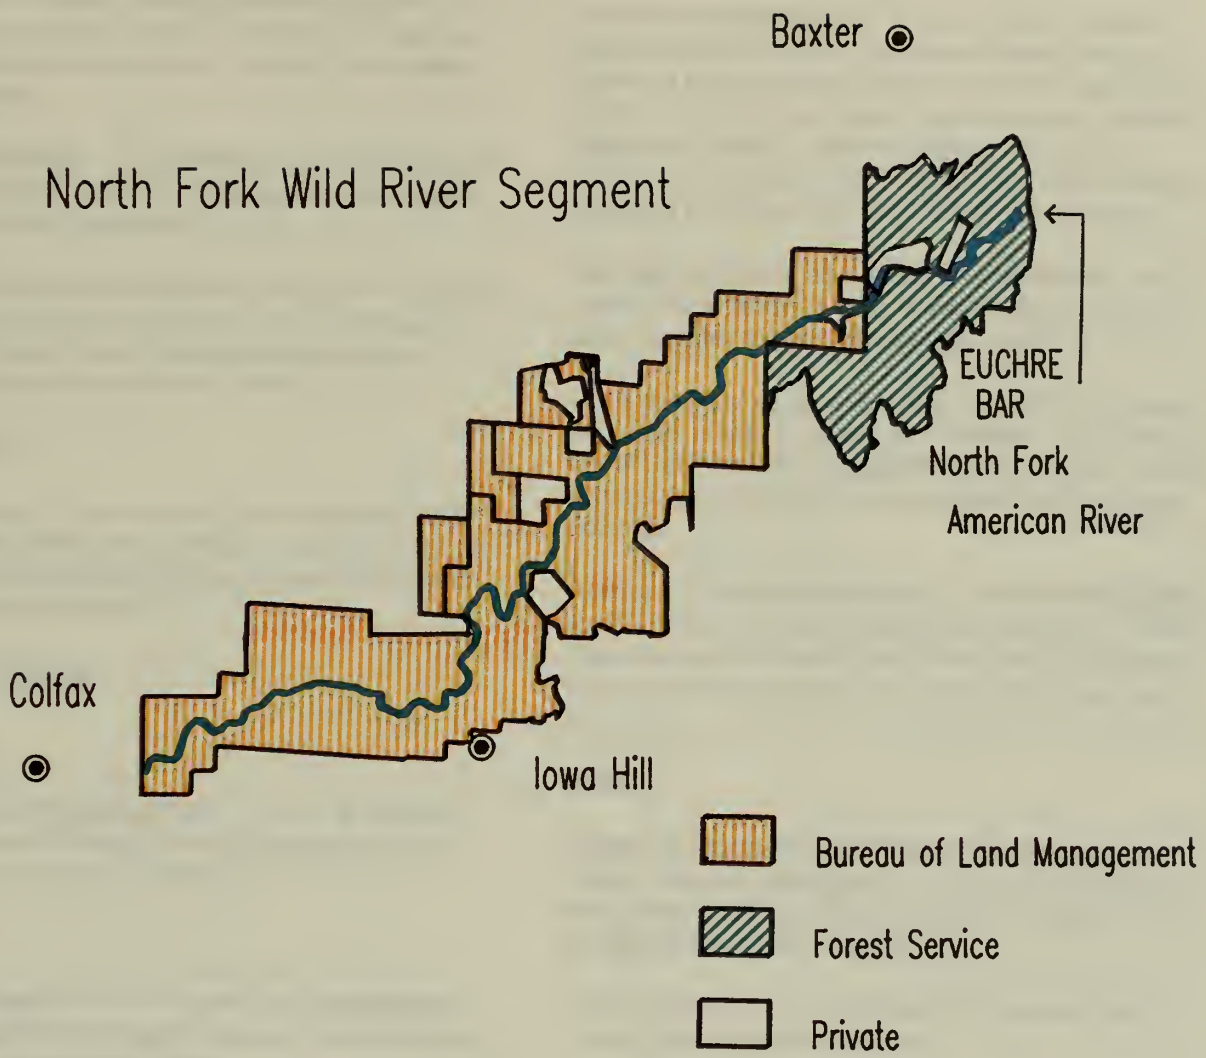 Baxter
North Fork Wild River Segment
EUCHRE
BAR
North Fork
American River
Colfax
Iowa Hill
Bureau of Land Management
Forest Service
Private